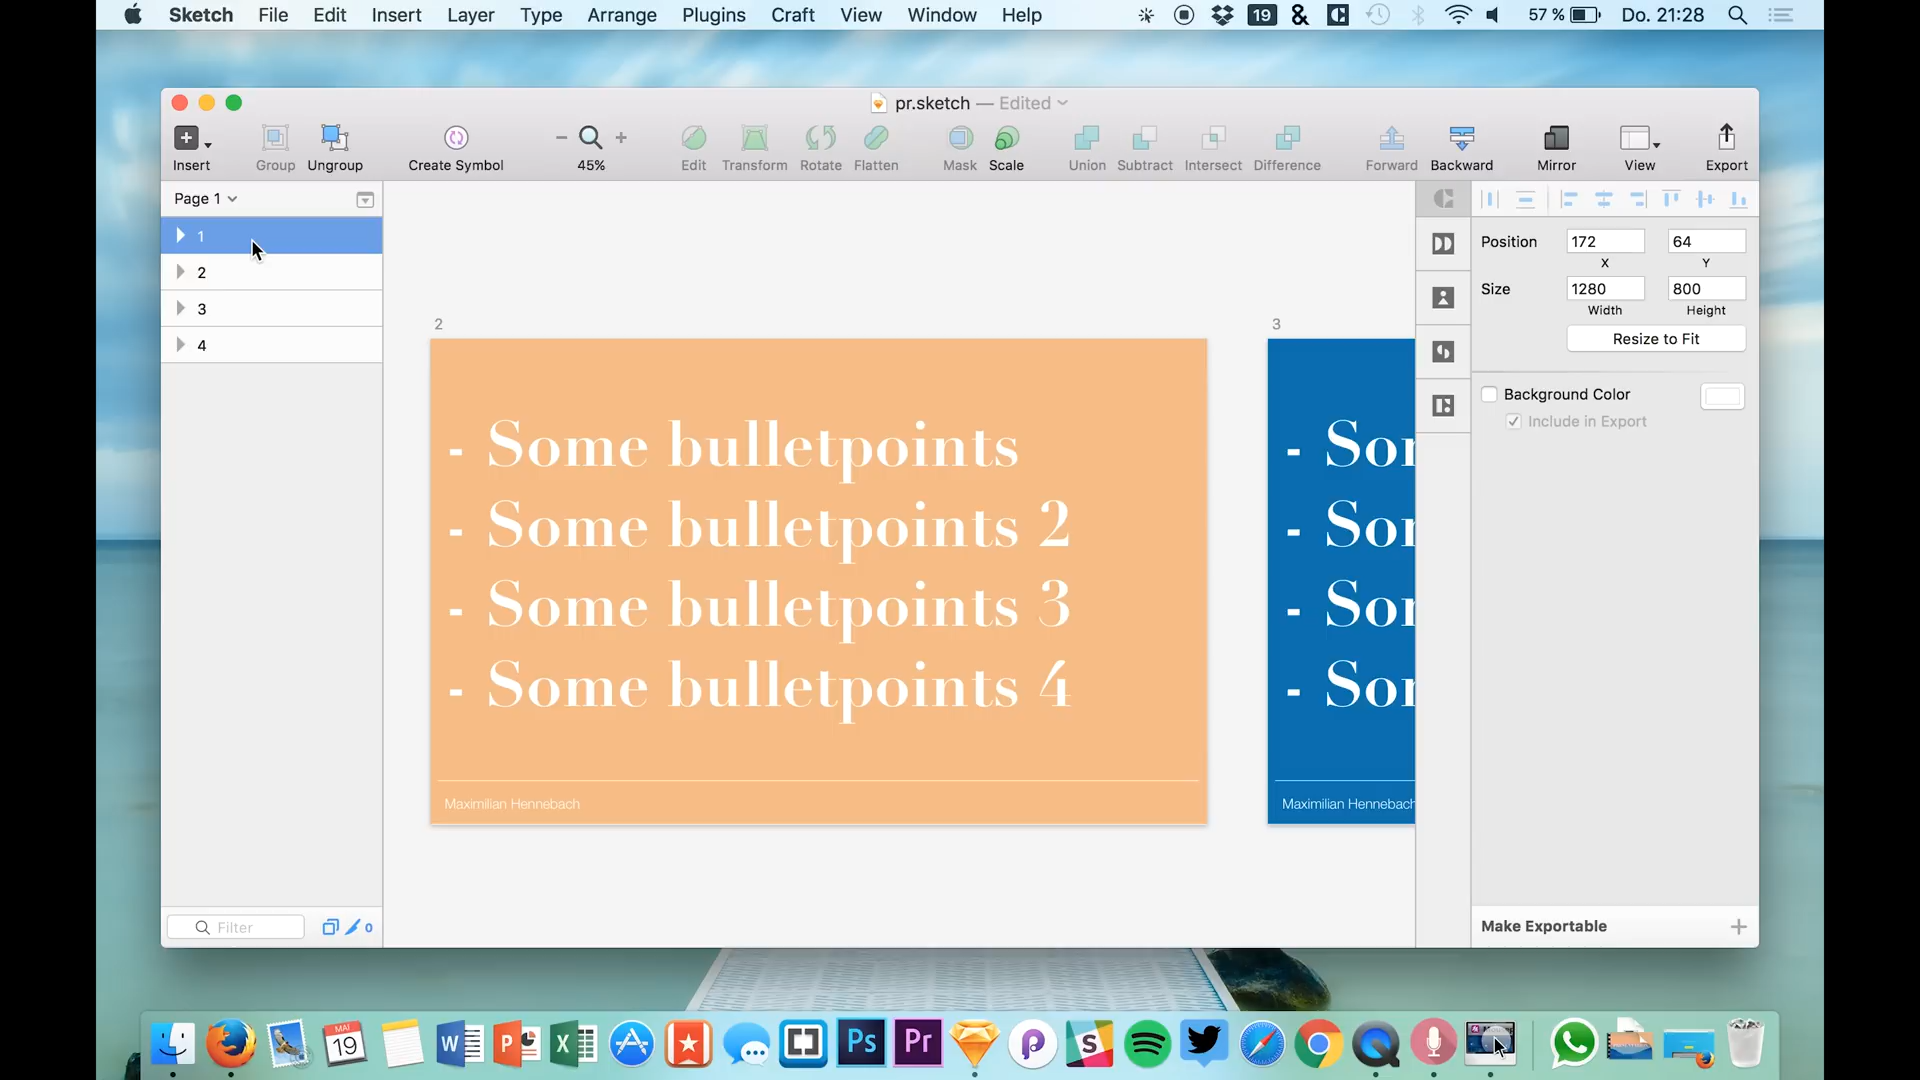 Sketch File Edit Insert Layer Type Arrange Plugins Craft View Window Help 19 57 % Do. 21:28
pr.sketch — Edited
Insert Group Ungroup Create Symbol 45% Edit Transform Rotate Flatten Mask Scale Union Subtract Intersect Difference Forward Backward Mirror View Export
Page 1
1
2
3
4
Filter
0
2
- Some bulletpoints
- Some bulletpoints 2
- Some bulletpoints 3
- Some bulletpoints 4
Maximilian Hennebach
3
- Sor
- Sor
- Sor
- Sor
Maximilian Hennebach
Position 172 64
X Y
Size 1280 800
Width Height
Resize to Fit
Background Color
Include in Export
Make Exportable
MAI
19
W P X Ps Pr S